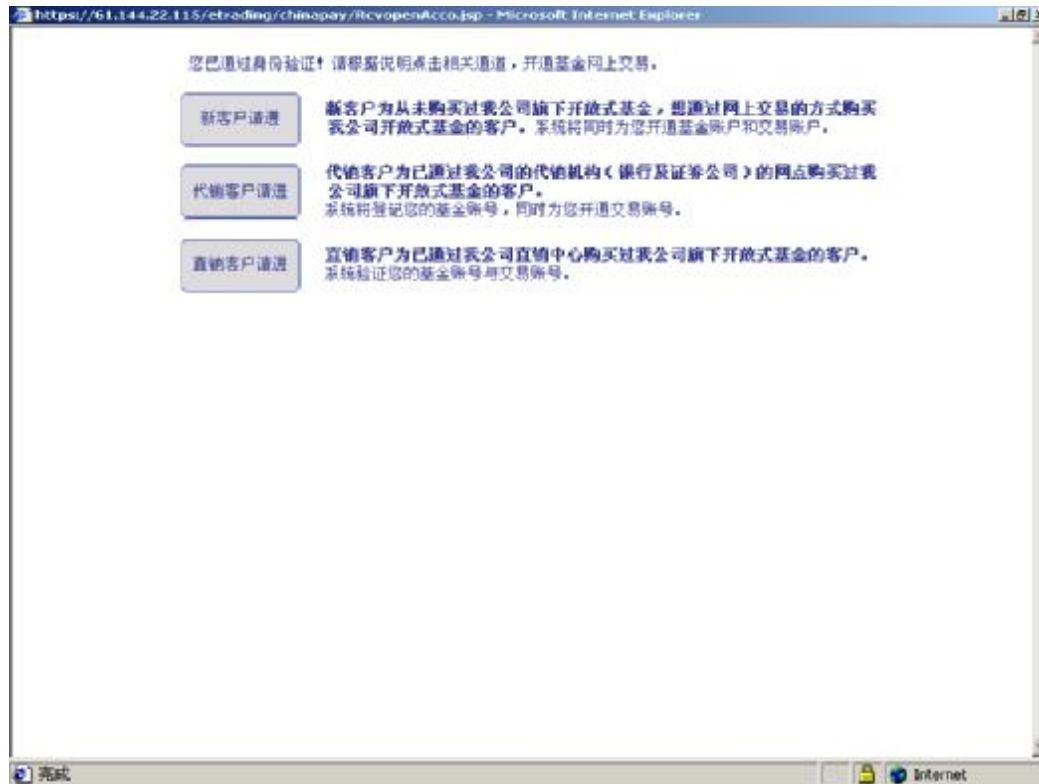 https://61.144.22.115/etrading/chinapay/RcvopenAcco.jsp - Microsoft Internet Explorer
您已通过身份验证！请根据说明点击相关通道，开通基金网上交易。
新客户请进
新客户为从未购买过我公司旗下开放式基金，想通过网上交易的方式购买
我公司开放式基金的客户。系统将同时为您开通基金账户和交易账户。
代销客户请进
代销客户为已通过我公司的代销机构（银行及证券公司）的网点购买过我
公司旗下开放式基金的客户。
系统将登记您的基金账号，同时为您开通交易账号。
直销客户请进
直销客户为已通过我公司直销中心购买过我公司旗下开放式基金的客户。
系统验证您的基金账号与交易账号。
完成
Internet